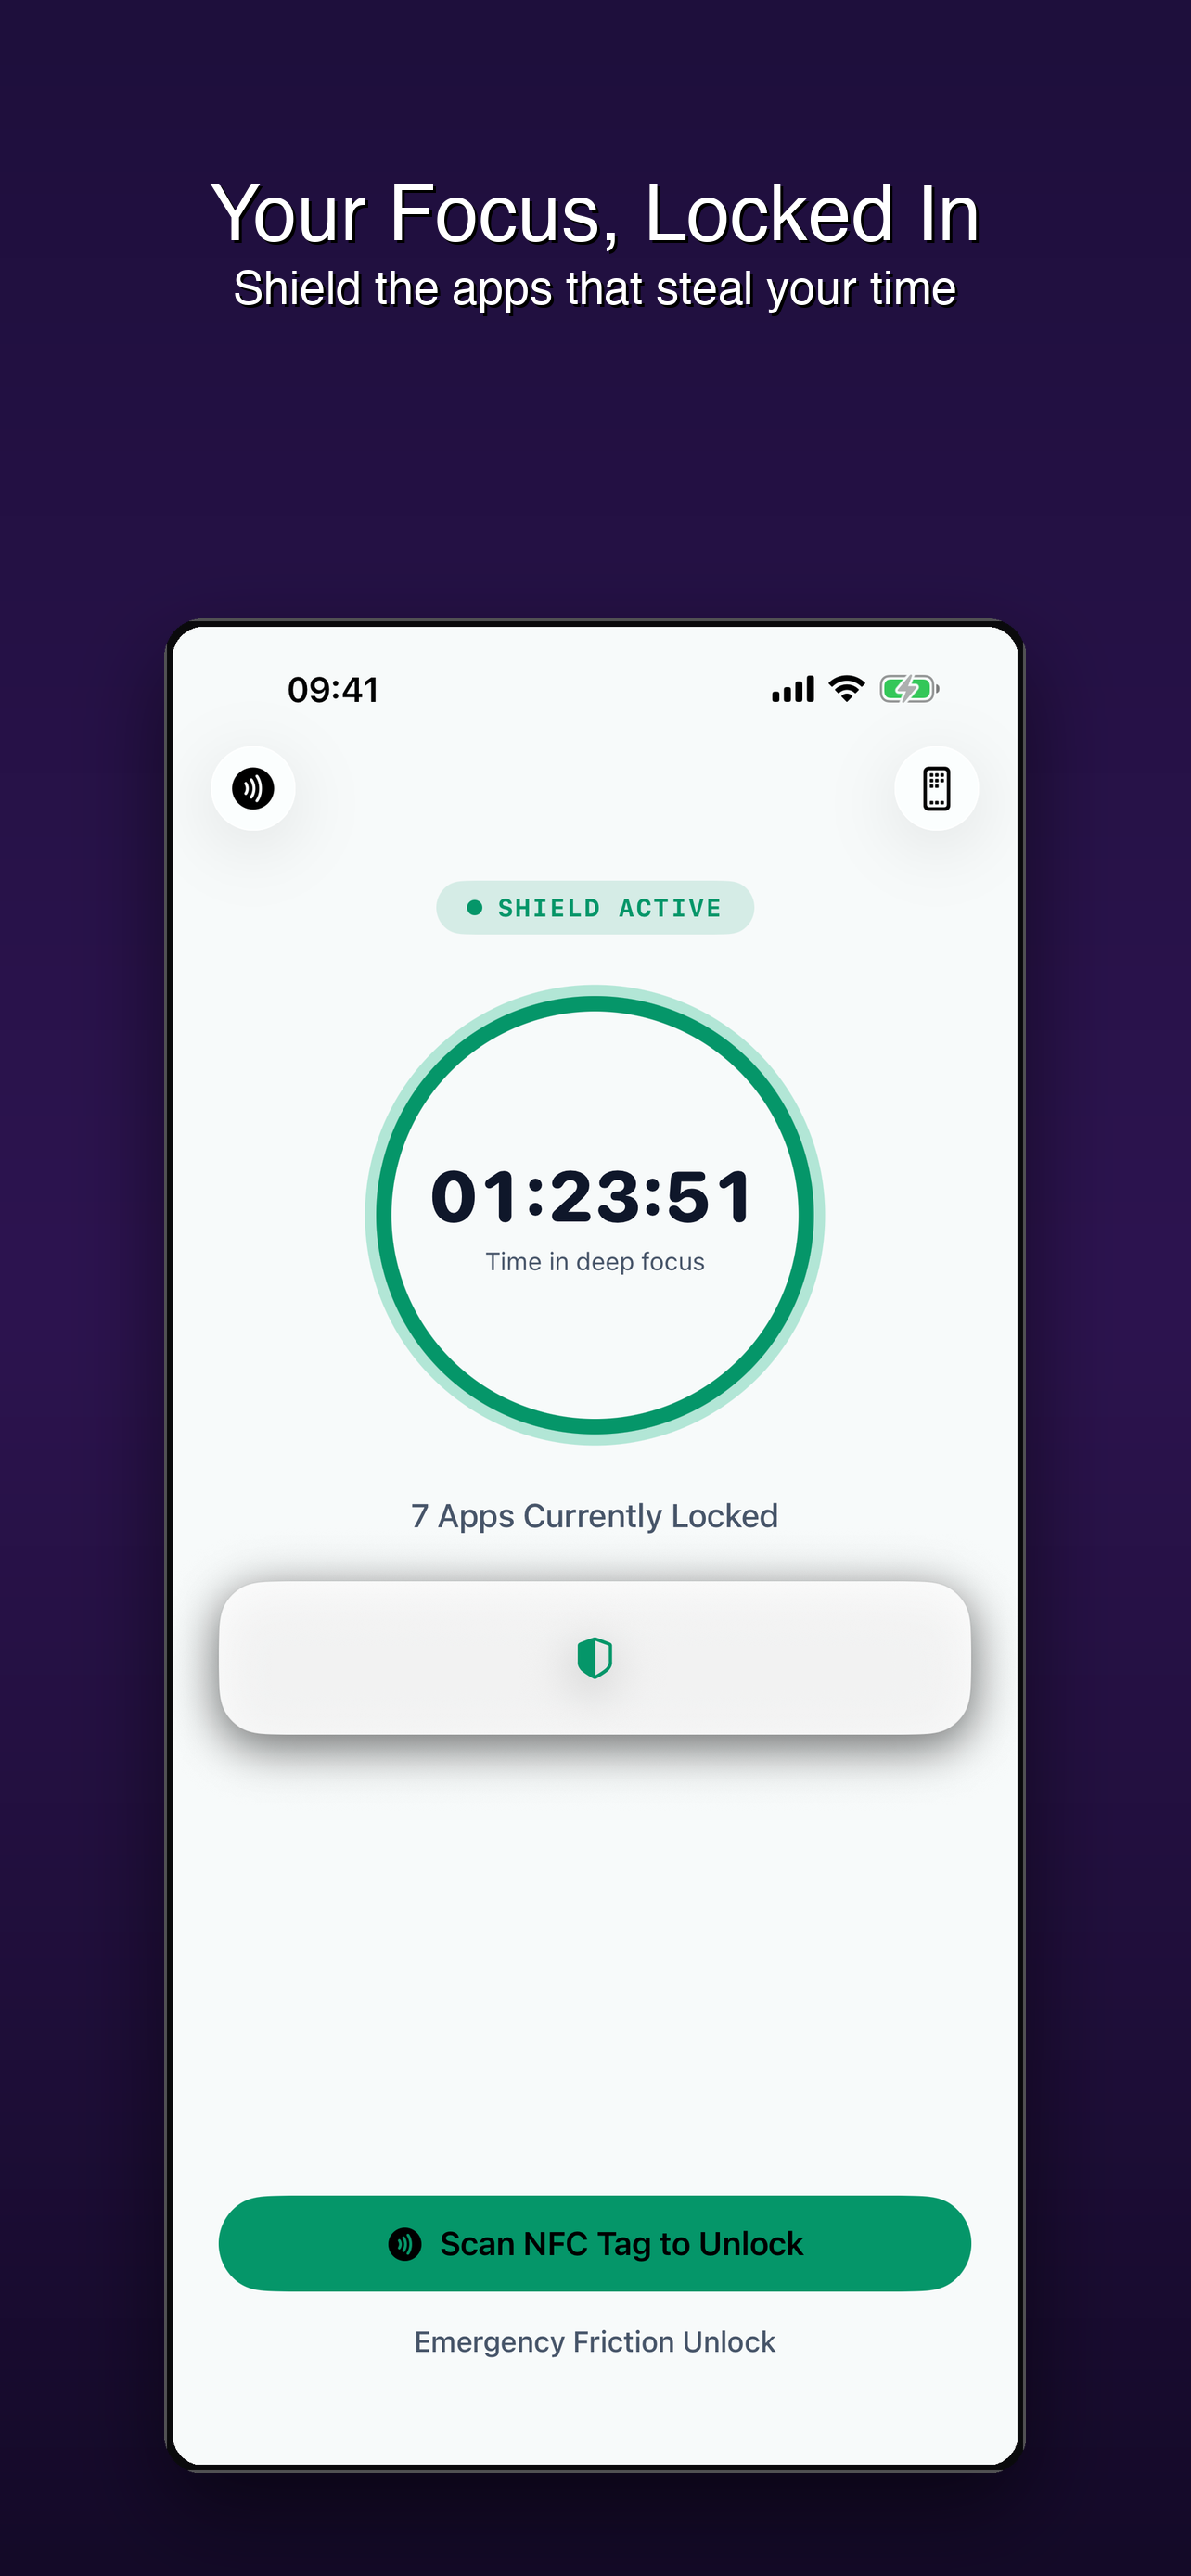 Your Focus, Locked In
Shield the apps that steal your time
09:41
SHIELD ACTIVE
01:23:51
Time in deep focus
7 Apps Currently Locked
Scan NFC Tag to Unlock
Emergency Friction Unlock